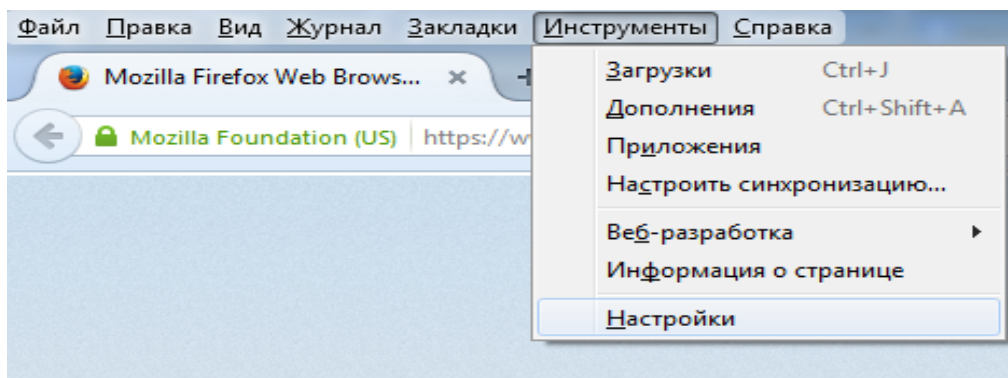 Файл Правка Вид Журнал Закладки Инструменты Справка
Mozilla Firefox Web Brows...
Mozilla Foundation (US) https://w
Загрузки Ctrl+J
Дополнения Ctrl+Shift+A
Приложения
Настроить синхронизацию...
Веб-разработка
Информация о странице
Настройки